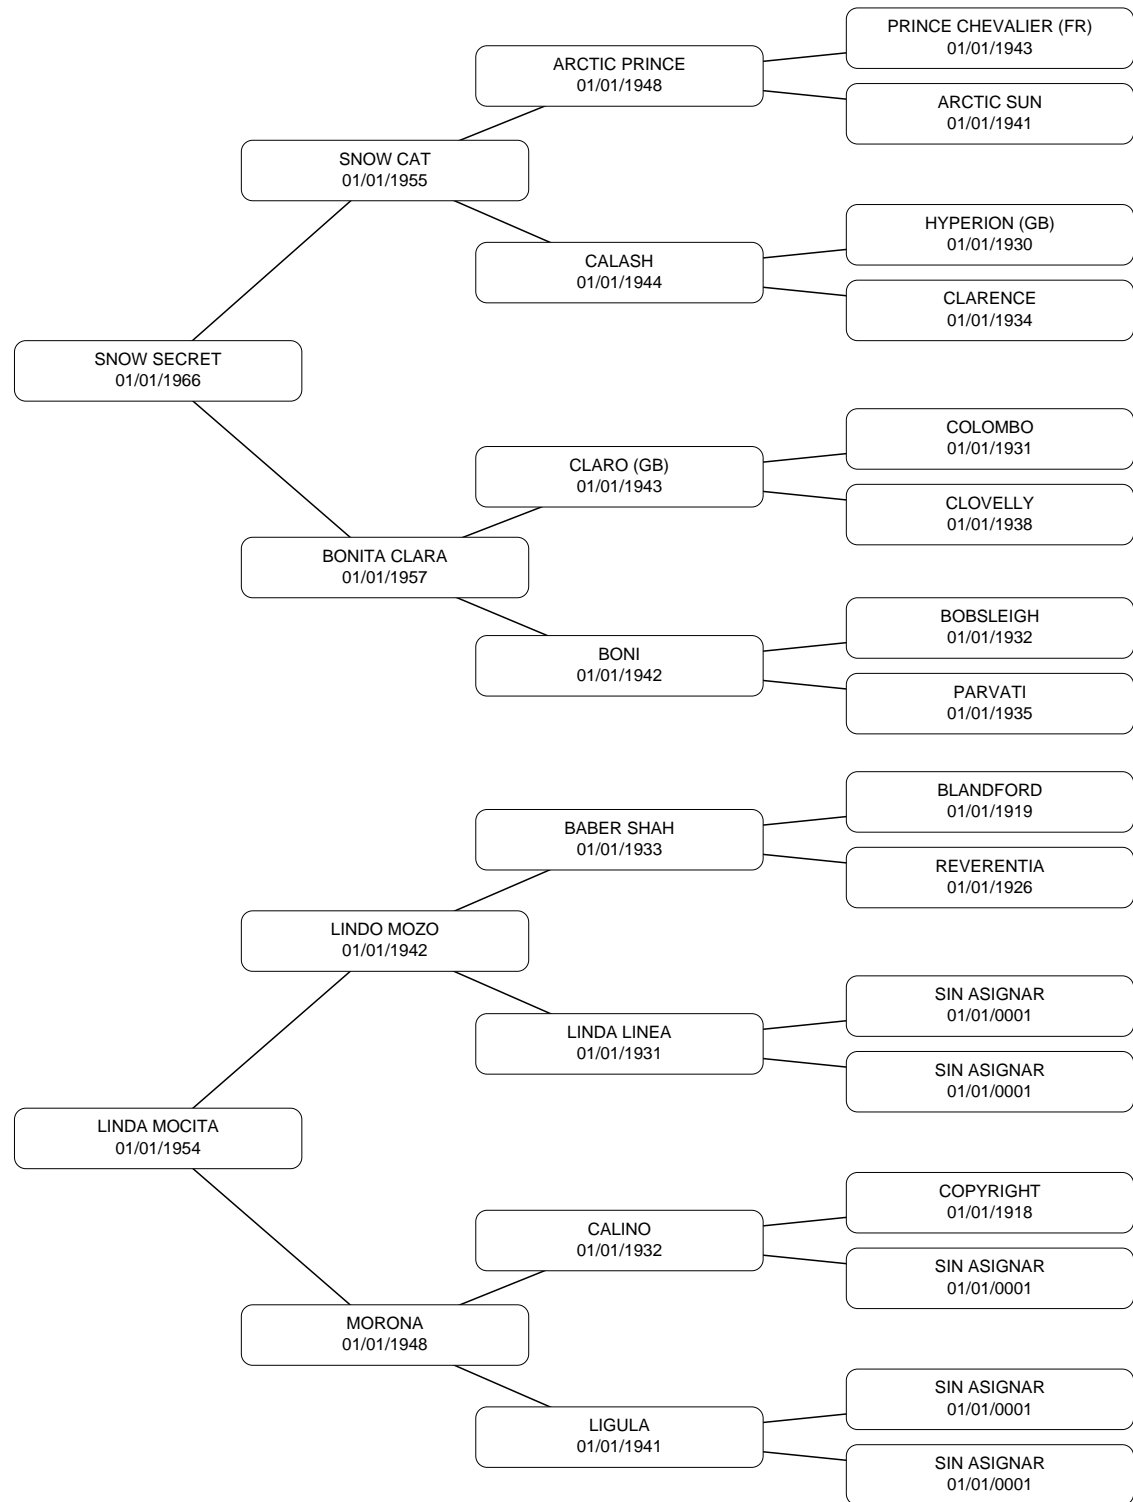 PRINCE CHEVALIER (FR)
01/01/1943
ARCTIC PRINCE
01/01/1948
ARCTIC SUN
01/01/1941
SNOW CAT
01/01/1955
HYPERION (GB)
01/01/1930
CALASH
01/01/1944
CLARENCE
01/01/1934
SNOW SECRET
01/01/1966
COLOMBO
01/01/1931
CLARO (GB)
01/01/1943
CLOVELLY
01/01/1938
BONITA CLARA
01/01/1957
BOBSLEIGH
01/01/1932
BONI
01/01/1942
PARVATI
01/01/1935
BLANDFORD
01/01/1919
BABER SHAH
01/01/1933
REVERENTIA
01/01/1926
LINDO MOZO
01/01/1942
SIN ASIGNAR
01/01/0001
LINDA LINEA
01/01/1931
SIN ASIGNAR
01/01/0001
LINDA MOCITA
01/01/1954
COPYRIGHT
01/01/1918
CALINO
01/01/1932
SIN ASIGNAR
01/01/0001
MORONA
01/01/1948
SIN ASIGNAR
01/01/0001
LIGULA
01/01/1941
SIN ASIGNAR
01/01/0001